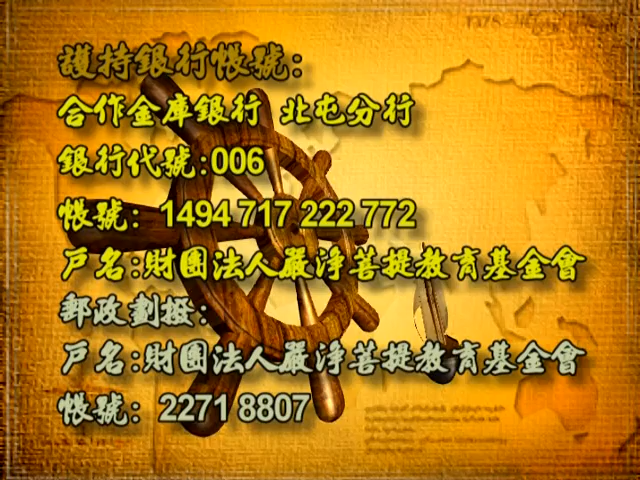 護持銀行帳號:
合作金庫銀行 北屯分行
銀行代號:006
帳號: 1494 717 222 772
戶名:財團法人嚴淨菩提教育基金會
郵政劃撥:
戶名:財團法人嚴淨菩提教育基金會
帳號: 2271 8807